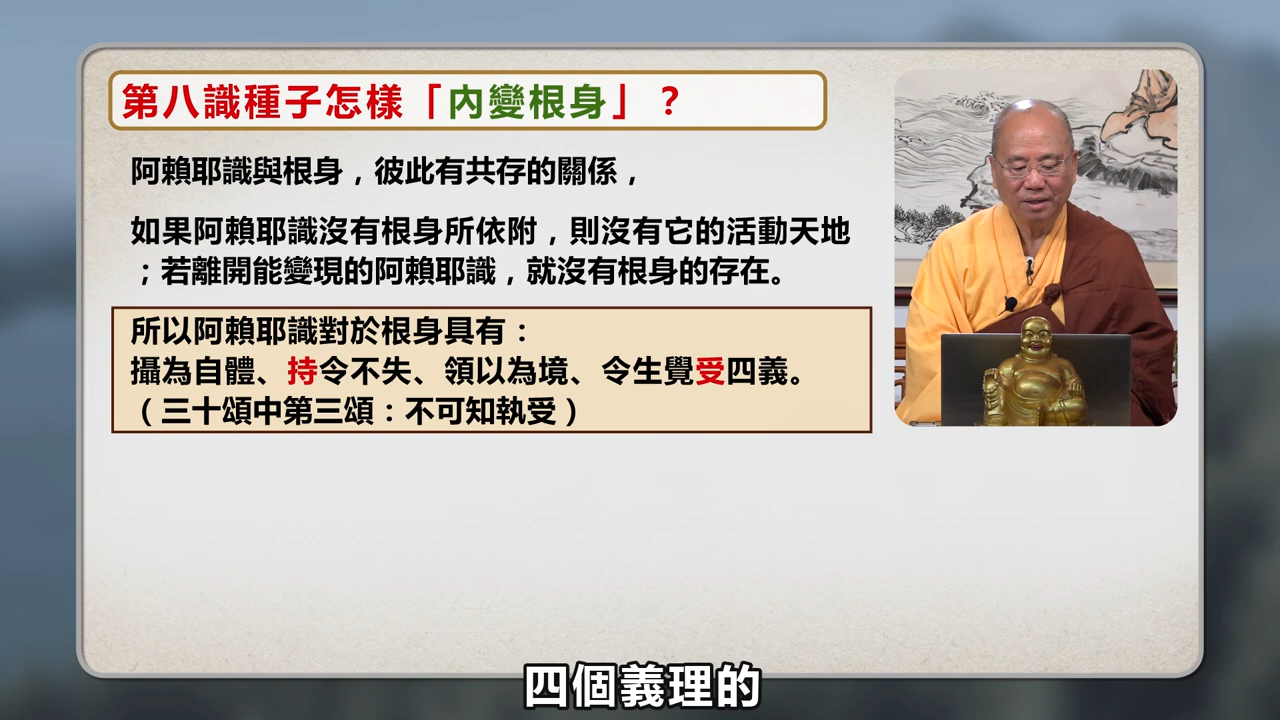 第八識種子怎樣「內變根身」？
阿賴耶識與根身，彼此有共存的關係，
如果阿賴耶識沒有根身所依附，則沒有它的活動天地
；若離開能變現的阿賴耶識，就沒有根身的存在。
所以阿賴耶識對於根身具有：
攝為自體、持令不失、領以為境、令生覺受四義。
（三十頌中第三頌：不可知執受）
四個義理的